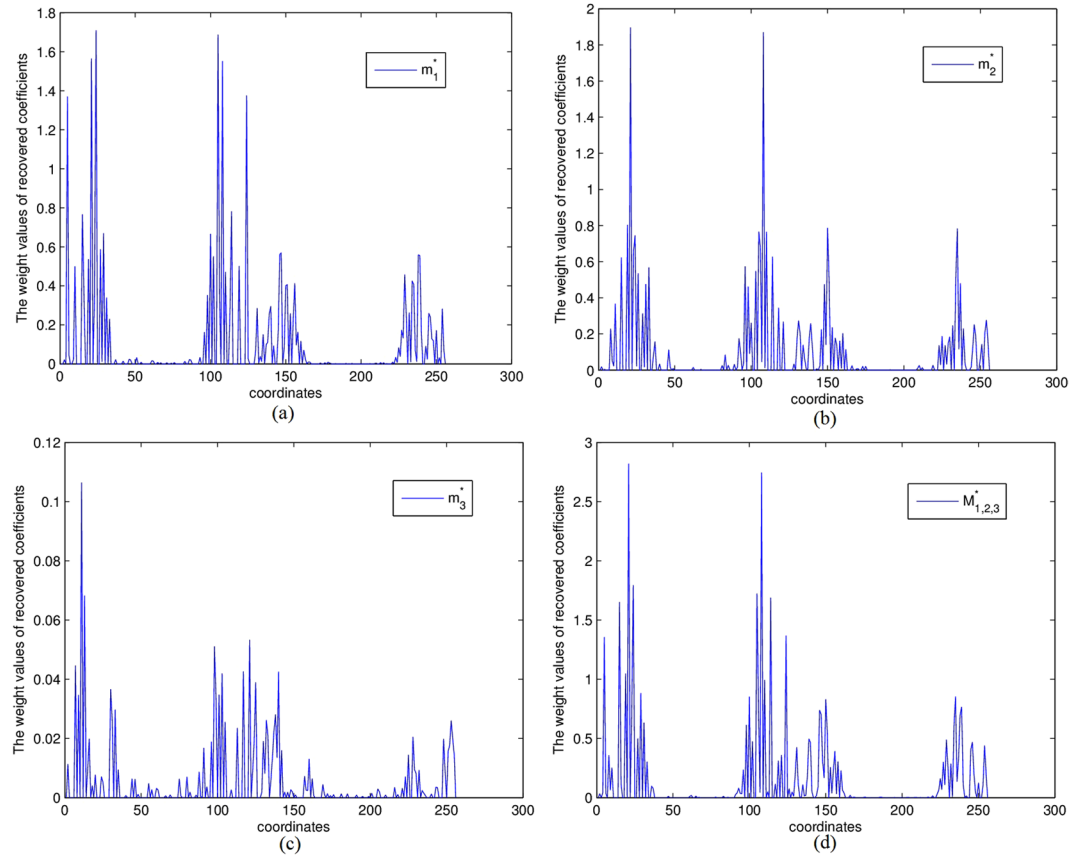 The weight values of recovered coefficients
1.8
1.6
1.4
1.2
1
0.8
0.6
0.4
0.2
0
0 50 100 150 200 250 300
coordinates
m*1
(a)
The weight values of recovered coefficients
2
1.8
1.6
1.4
1.2
1
0.8
0.6
0.4
0.2
0
0 50 100 150 200 250 300
coordinates
m*2
(b)
The weight values of recovered coefficients
0.12
0.1
0.08
0.06
0.04
0.02
0
0 50 100 150 200 250 300
coordinates
m*3
(c)
The weight values of recovered coefficients
3
2.5
2
1.5
1
0.5
0
0 50 100 150 200 250 300
coordinates
M*1,2,3
(d)